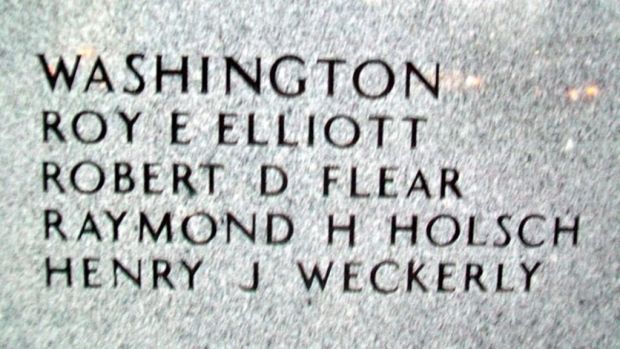 WASHINGTON
ROY E ELLIOTT
ROBERT D FLEAR
RAYMOND H HOLSCH
HENRY J WECKERLY